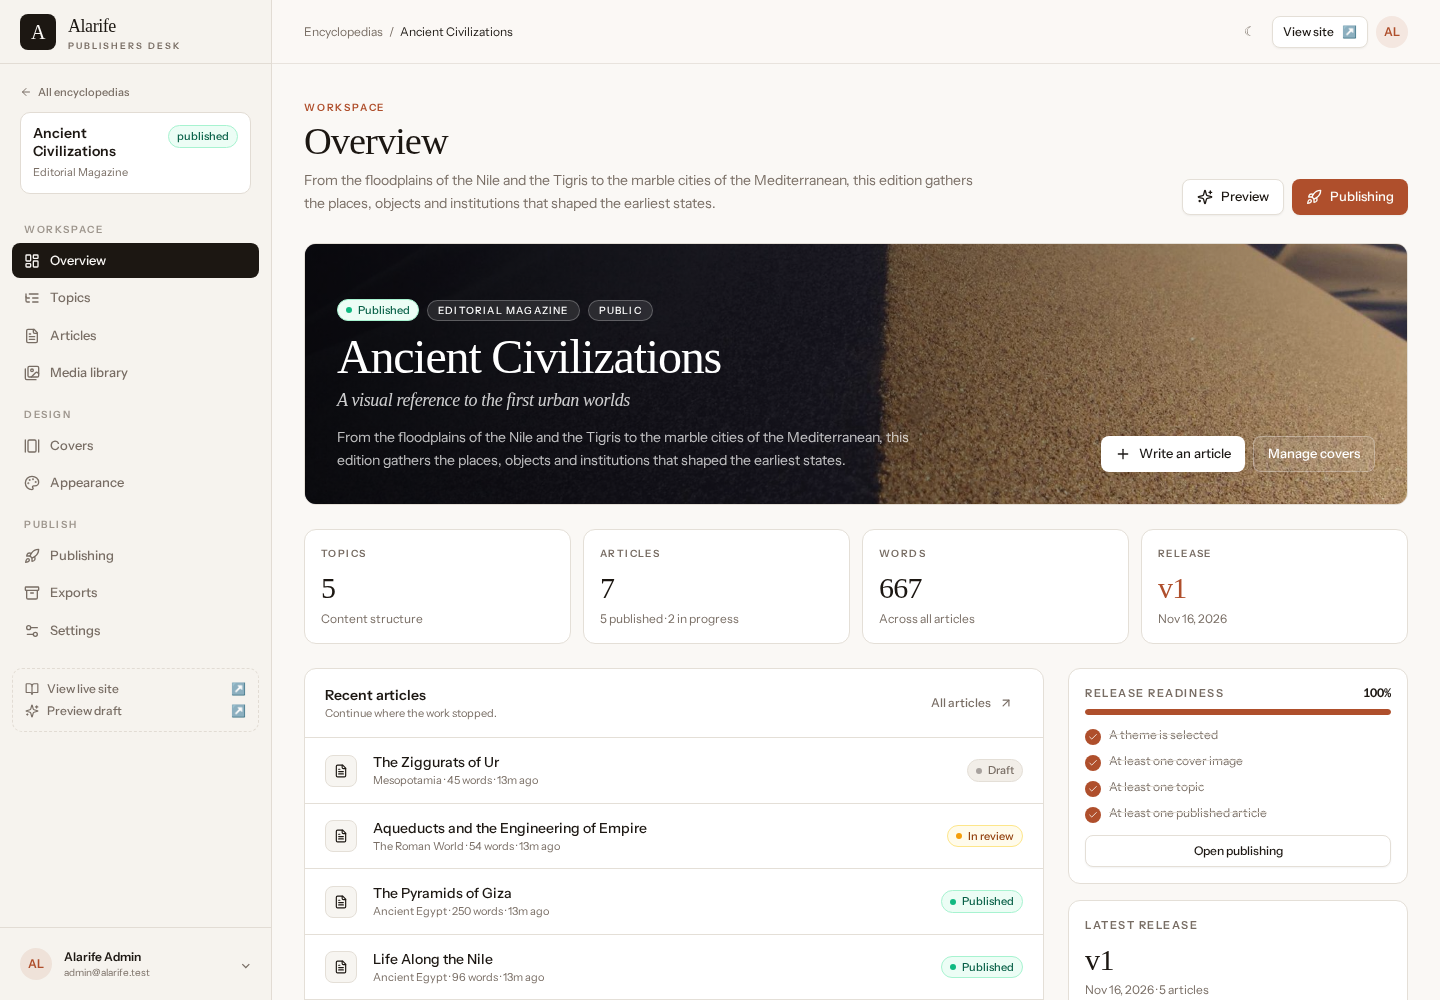 A
Alarife
PUBLISHERS DESK
All encyclopedias
Ancient Civilizations
published
Editorial Magazine
WORKSPACE
Overview
Topics
Articles
Media library
DESIGN
Covers
Appearance
PUBLISH
Publishing
Exports
Settings
View live site
Preview draft
AL
Alarife Admin
admin@alarife.test
Encyclopedias / Ancient Civilizations
View site
AL
WORKSPACE
Overview
From the floodplains of the Nile and the Tigris to the marble cities of the Mediterranean, this edition gathers
the places, objects and institutions that shaped the earliest states.
Preview
Publishing
Published
EDITORIAL MAGAZINE
PUBLIC
Ancient Civilizations
A visual reference to the first urban worlds
From the floodplains of the Nile and the Tigris to the marble cities of the Mediterranean, this
edition gathers the places, objects and institutions that shaped the earliest states.
Write an article
Manage covers
TOPICS
5
Content structure
ARTICLES
7
5 published · 2 in progress
WORDS
667
Across all articles
RELEASE
v1
Nov 16, 2026
Recent articles
Continue where the work stopped.
All articles
The Ziggurats of Ur
Mesopotamia · 45 words · 13m ago
Draft
Aqueducts and the Engineering of Empire
The Roman World · 54 words · 13m ago
In review
The Pyramids of Giza
Ancient Egypt · 250 words · 13m ago
Published
Life Along the Nile
Ancient Egypt · 96 words · 13m ago
Published
RELEASE READINESS
100%
A theme is selected
At least one cover image
At least one topic
At least one published article
Open publishing
LATEST RELEASE
v1
Nov 16, 2026 · 5 articles